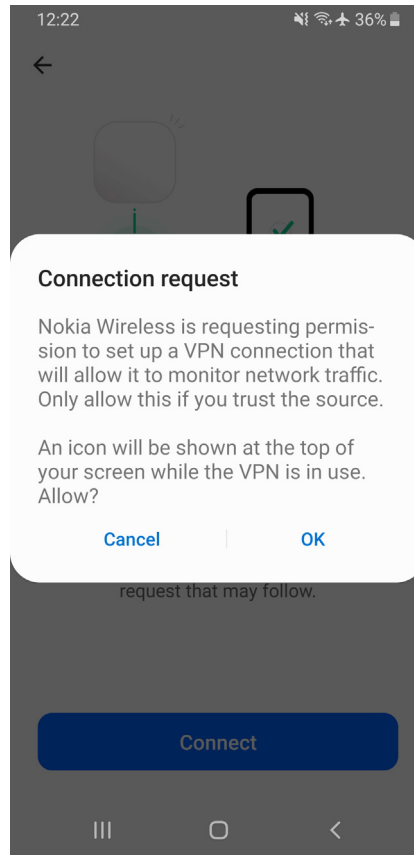 12:22
36%
Connection request
Nokia Wireless is requesting permis-
sion to set up a VPN connection that
will allow it to monitor network traffic.
Only allow this if you trust the source.
An icon will be shown at the top of
your screen while the VPN is in use.
Allow?
Cancel
OK
request that may follow.
Connect